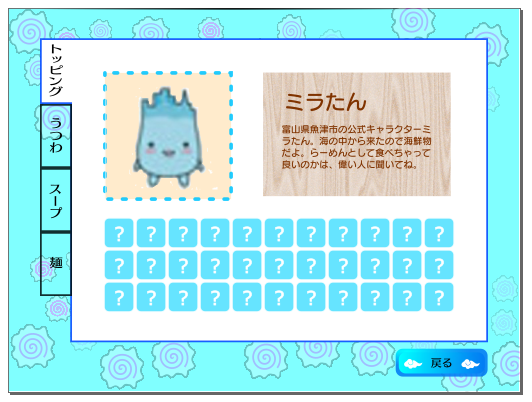 トッピング
うつわ
スープ
麺
ミラたん
富山県魚津市の公式キャラクターミ
ラたん。海の中から来たので海鮮物
だよ。らーめんとして食べちゃって
良いのかは、偉い人に聞いてね。
? ? ? ? ? ? ? ? ? ? ?
? ? ? ? ? ? ? ? ? ? ?
? ? ? ? ? ? ? ? ? ? ?
戻る